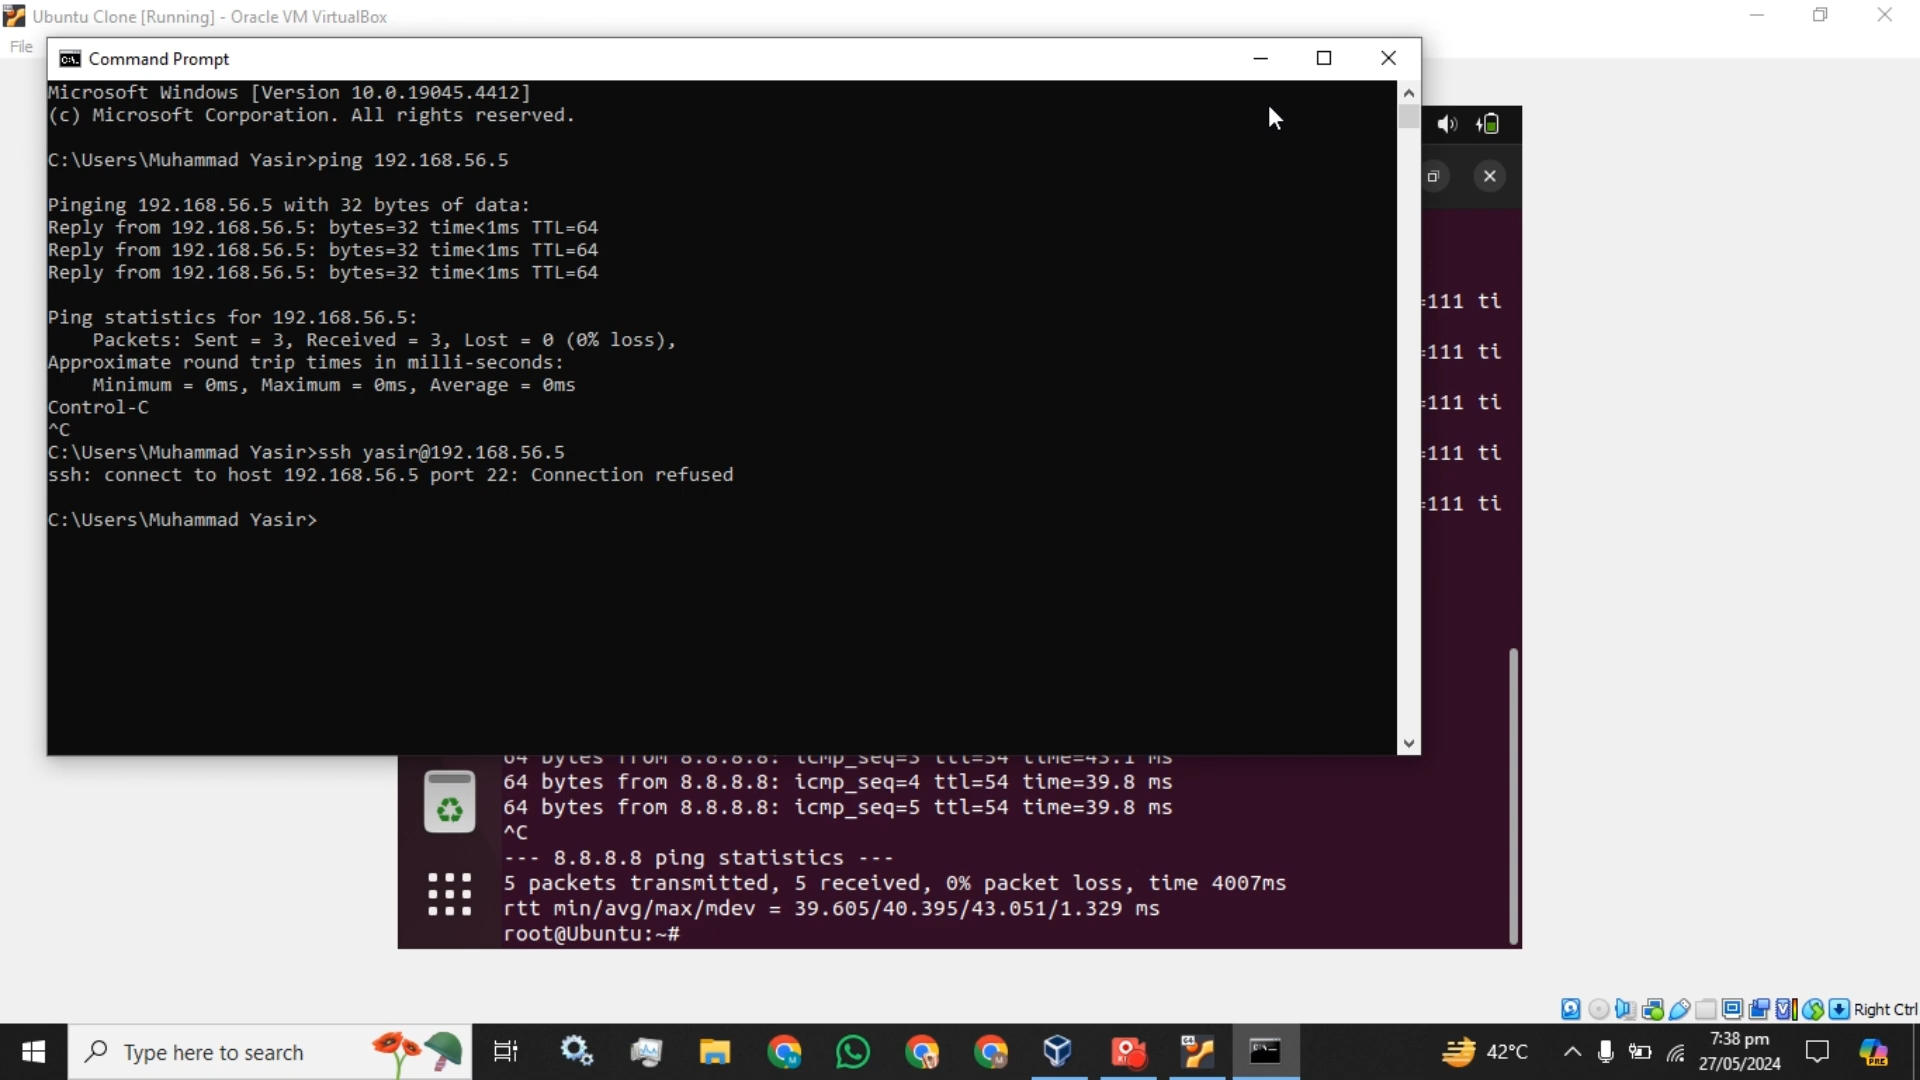 Ubuntu Clone [Running] - Oracle VM VirtualBox
File
Command Prompt
Microsoft Windows [Version 10.0.19045.4412]
(c) Microsoft Corporation. All rights reserved.
C:\Users\Muhammad Yasir>ping 192.168.56.5
Pinging 192.168.56.5 with 32 bytes of data:
Reply from 192.168.56.5: bytes=32 time<1ms TTL=64
Reply from 192.168.56.5: bytes=32 time<1ms TTL=64
Reply from 192.168.56.5: bytes=32 time<1ms TTL=64
Ping statistics for 192.168.56.5:
Packets: Sent = 3, Received = 3, Lost = 0 (0% loss),
Approximate round trip times in milli-seconds:
Minimum = 0ms, Maximum = 0ms, Average = 0ms
Control-C
^C
C:\Users\Muhammad Yasir>ssh yasir@192.168.56.5
ssh: connect to host 192.168.56.5 port 22: Connection refused
C:\Users\Muhammad Yasir>
=111 ti
=111 ti
=111 ti
=111 ti
=111 ti
64 bytes from 8.8.8.8: icmp_seq=3 ttl=54 time=43.1 ms
64 bytes from 8.8.8.8: icmp_seq=4 ttl=54 time=39.8 ms
64 bytes from 8.8.8.8: icmp_seq=5 ttl=54 time=39.8 ms
^C
--- 8.8.8.8 ping statistics ---
5 packets transmitted, 5 received, 0% packet loss, time 4007ms
rtt min/avg/max/mdev = 39.605/40.395/43.051/1.329 ms
root@Ubuntu:~#
Right Ctrl
Type here to search
42°C
7:38 pm
27/05/2024